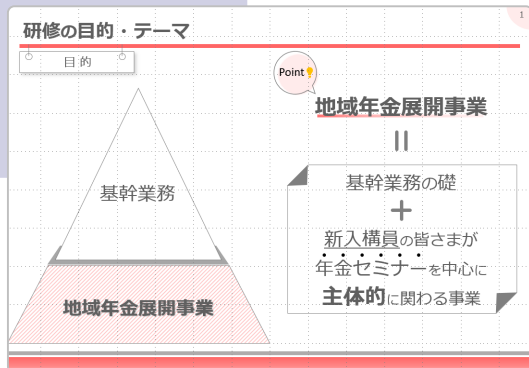 1
研修の目的・テーマ
目的
Point
地域年金展開事業
＝
基幹業務
基幹業務の礎
＋
新入構員の皆さまが
年金セミナーを中心に
主体的に関わる事業
地域年金展開事業